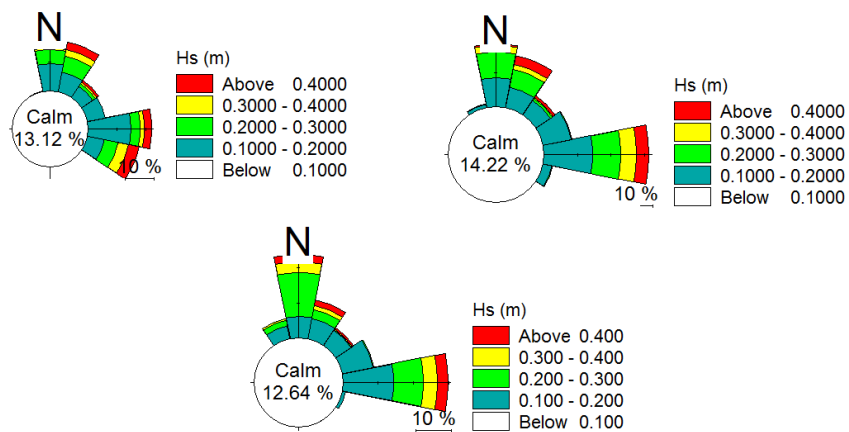 N
Calm
13.12 %
10 %
Hs (m)
Above 0.4000
0.3000 - 0.4000
0.2000 - 0.3000
0.1000 - 0.2000
Below 0.1000
N
Calm
14.22 %
10 %
Hs (m)
Above 0.4000
0.3000 - 0.4000
0.2000 - 0.3000
0.1000 - 0.2000
Below 0.1000
N
Calm
12.64 %
10 %
Hs (m)
Above 0.400
0.300 - 0.400
0.200 - 0.300
0.100 - 0.200
Below 0.100